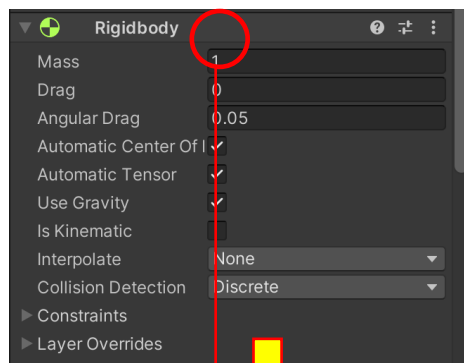 Rigidbody
Mass 1
Drag 0
Angular Drag 0.05
Automatic Center Of
Automatic Tensor
Use Gravity
Is Kinematic
Interpolate None
Collision Detection Discrete
Constraints
Layer Overrides